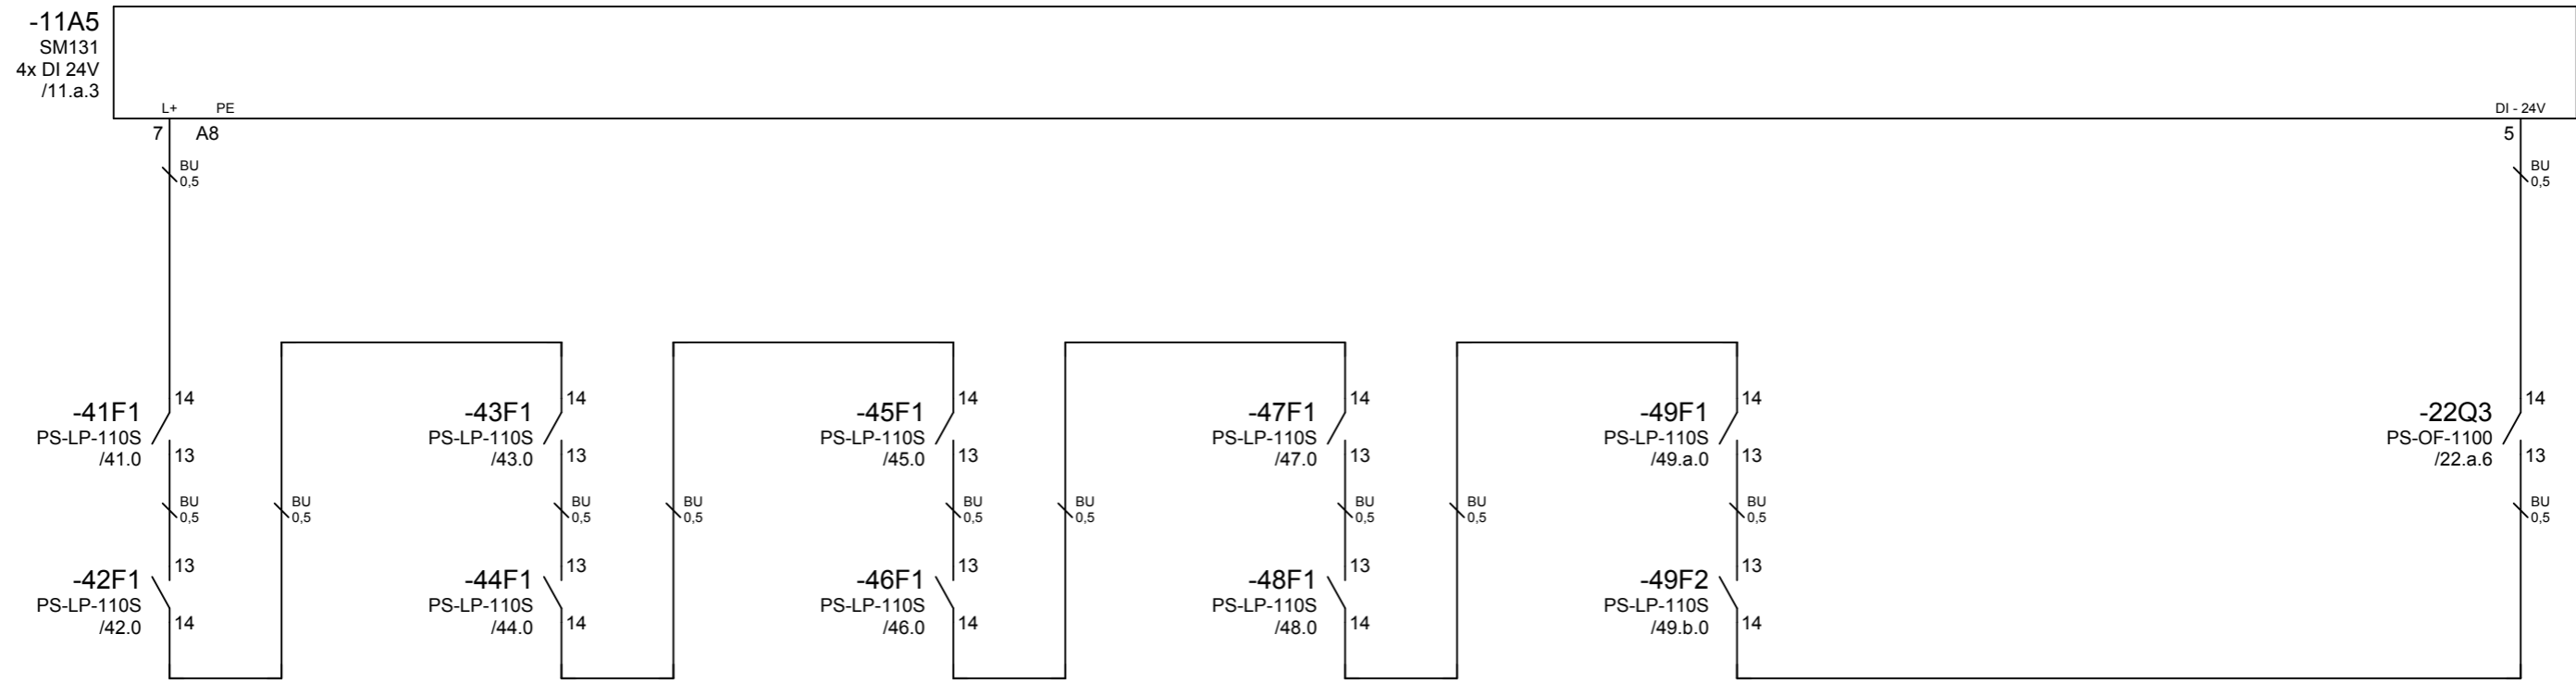 -11A5
SM131
4x DI 24V
/11.a.3
L+ PE DI - 24V
7 A8 5
BU BU
0,5 0,5
14 14 14 14 14 14
-41F1 -43F1 -45F1 -47F1 -49F1 -22Q3
PS-LP-110S PS-LP-110S PS-LP-110S PS-LP-110S PS-LP-110S PS-OF-1100
/41.0 /43.0 /45.0 /47.0 /49.a.0 /22.a.6
13 13 13 13 13 13
BU BU BU BU BU BU BU BU BU BU
0,5 0,5 0,5 0,5 0,5 0,5 0,5 0,5 0,5 0,5
13 13 13 13 13
-42F1 -44F1 -46F1 -48F1 -49F2
PS-LP-110S PS-LP-110S PS-LP-110S PS-LP-110S PS-LP-110S
/42.0 /44.0 /46.0 /48.0 /49.b.0
14 14 14 14 14